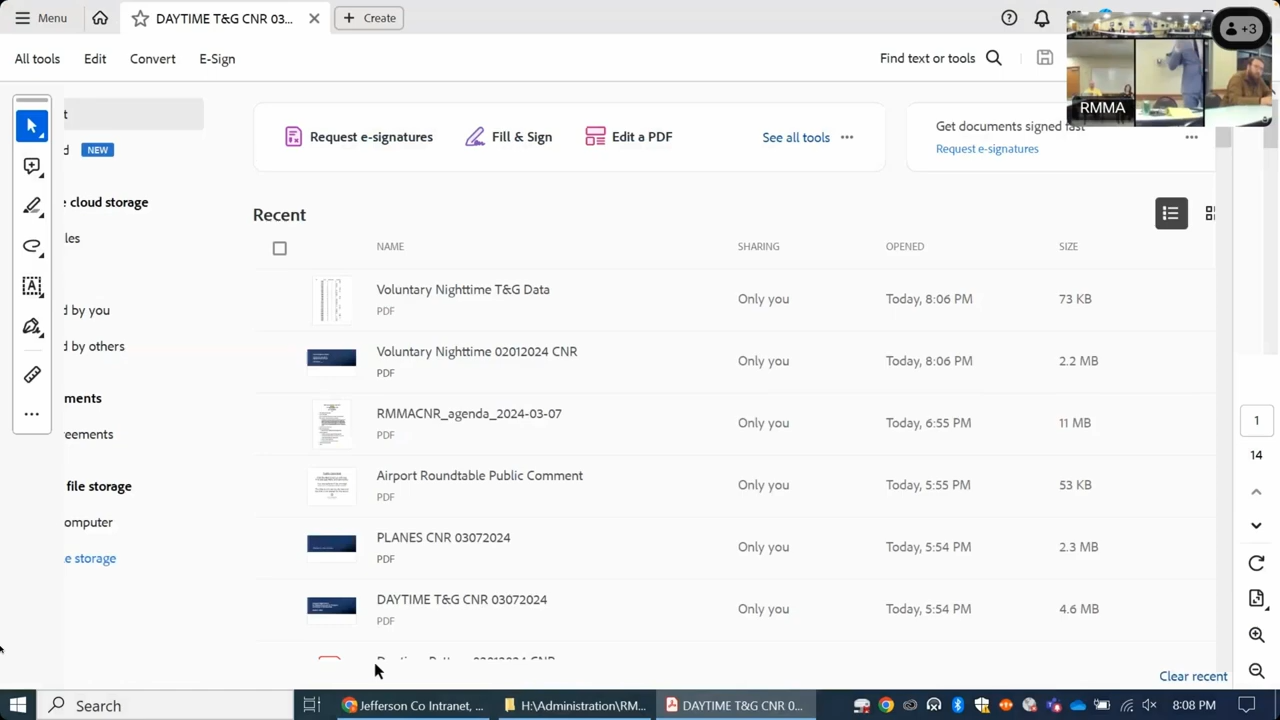 Menu
DAYTIME T&G CNR 03...
Create
+3
All tools
Edit
Convert
E-Sign
Find text or tools
RMMA
t
d NEW
Request e-signatures
Fill & Sign
Edit a PDF
See all tools
Get documents signed fast
Request e-signatures
e cloud storage
les
d by you
d by others
ments
reements
file storage
omputer
e storage
Recent
NAME
SHARING
OPENED
SIZE
Voluntary Nighttime T&G Data
PDF
Only you
Today, 8:06 PM
73 KB
Voluntary Nighttime 02012024 CNR
PDF
Only you
Today, 8:06 PM
2.2 MB
RMMACNR_agenda_2024-03-07
PDF
Only you
Today, 6:55 PM
11 MB
Airport Roundtable Public Comment
PDF
Only you
Today, 5:55 PM
53 KB
PLANES CNR 03072024
PDF
Only you
Today, 5:54 PM
2.3 MB
DAYTIME T&G CNR 03072024
PDF
Only you
Today, 5:54 PM
4.6 MB
Clear recent
1
14
Search
Jefferson Co Intranet, ...
H:\Administration\RM...
DAYTIME T&G CNR 0...
8:08 PM